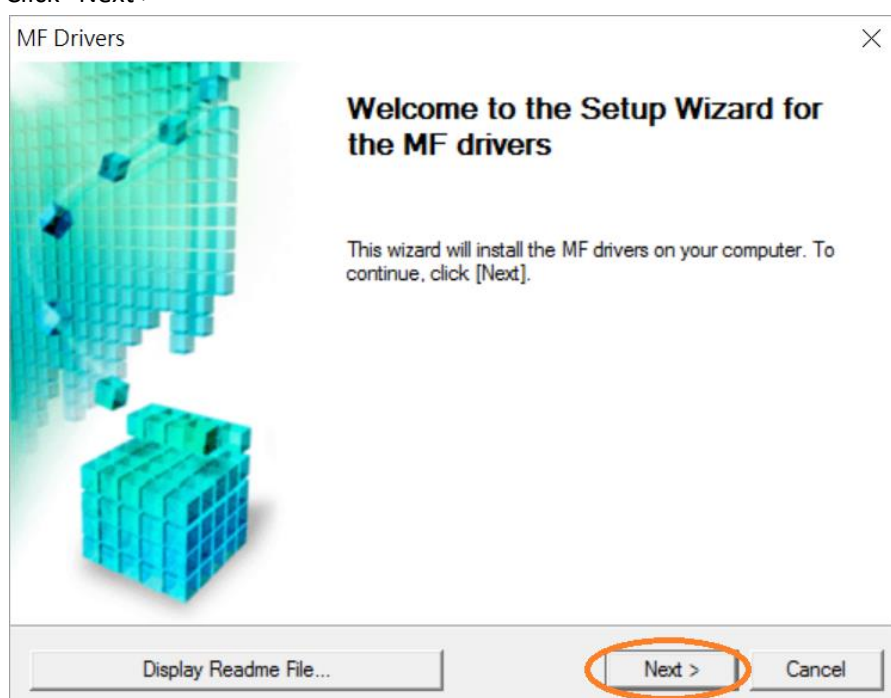 MF Drivers
Welcome to the Setup Wizard for
the MF drivers
This wizard will install the MF drivers on your computer. To
continue, click [Next].
Display Readme File...
Next >
Cancel